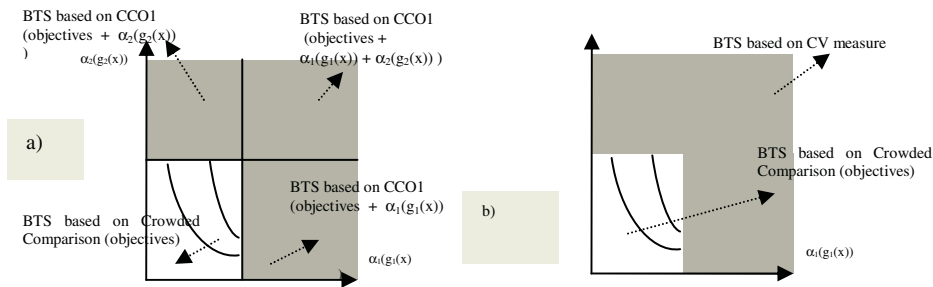 BTS based on CCO1
(objectives + α₂(g₂(x))
)
α₂(g₂(x))
BTS based on CCO1
(objectives +
α₁(g₁(x)) + α₂(g₂(x)) )
a)
BTS based on CCO1
(objectives + α₁(g₁(x))
BTS based on Crowded
Comparison (objectives)
α₁(g₁(x)
BTS based on CV measure
BTS based on Crowded
Comparison (objectives)
b)
α₁(g₁(x))